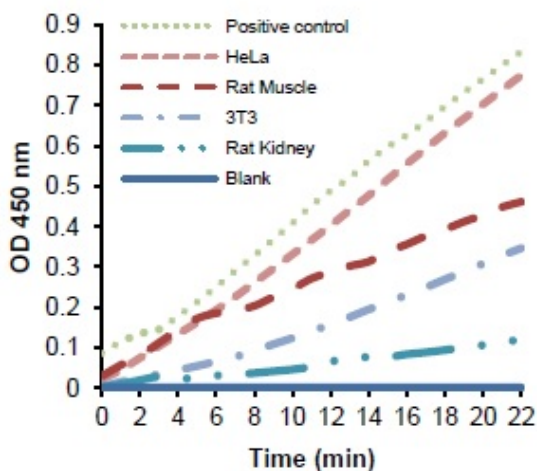 0.9
0.8
0.7
0.6
0.5
0.4
0.3
0.2
0.1
0
OD 450 nm
Positive control
HeLa
Rat Muscle
3T3
Rat Kidney
Blank
0 2 4 6 8 10 12 14 16 18 20 22
Time (min)